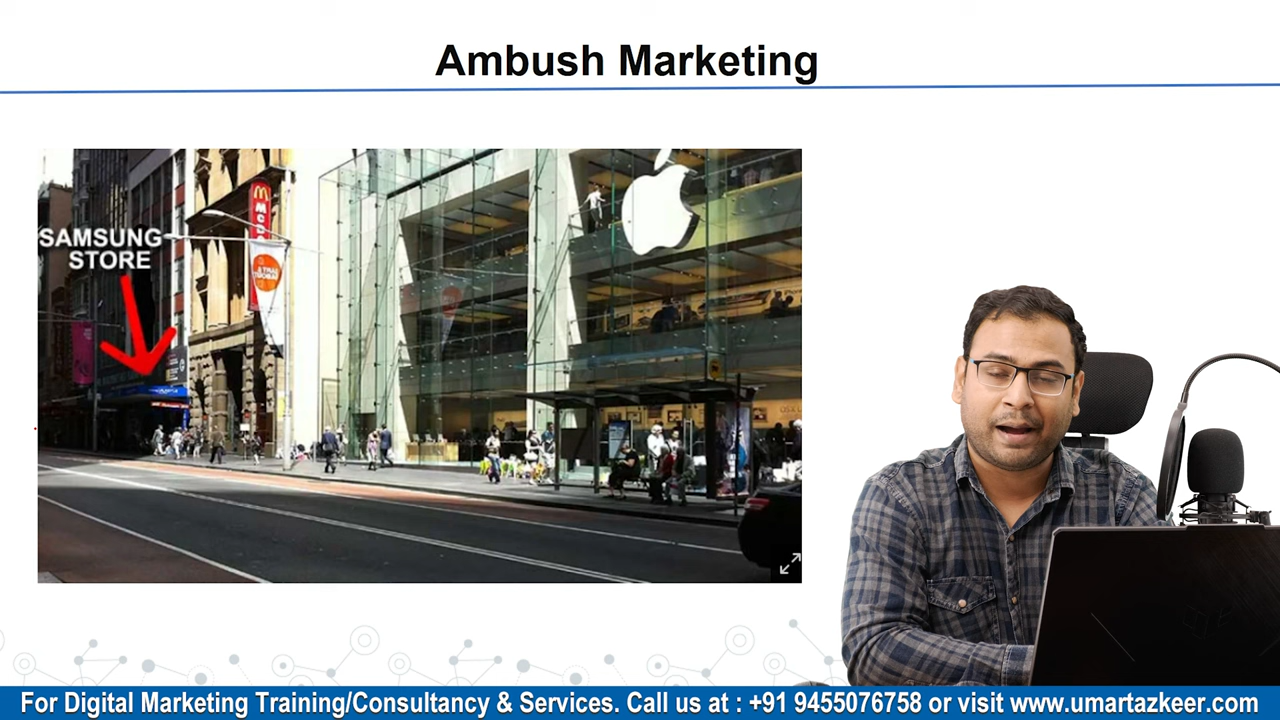 Ambush Marketing
SAMSUNG
STORE
McD
For Digital Marketing Training/Consultancy & Services. Call us at : +91 9455076758 or visit www.umartazkeer.com